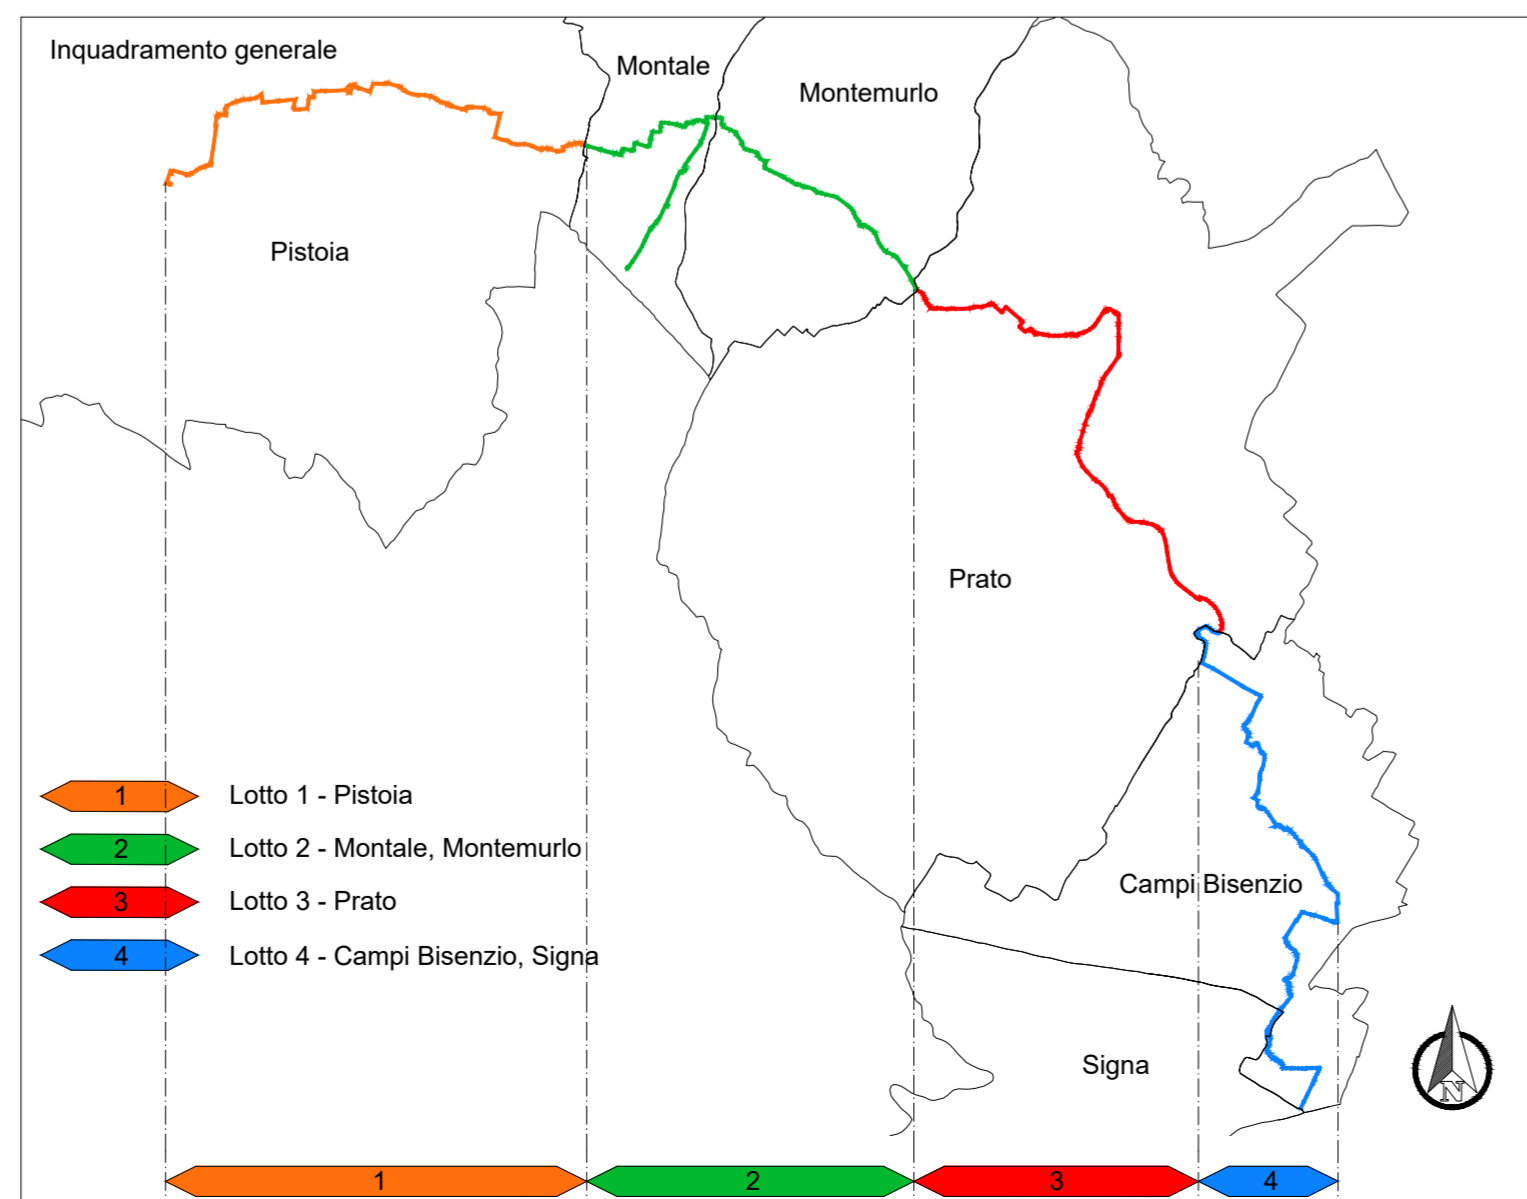 Inquadramento generale
Montale
Montemurlo
Pistoia
Prato
1 Lotto 1 - Pistoia
2 Lotto 2 - Montale, Montemurlo
3 Lotto 3 - Prato
4 Lotto 4 - Campi Bisenzio, Signa
Campi Bisenzio
Signa
N
1 2 3 4